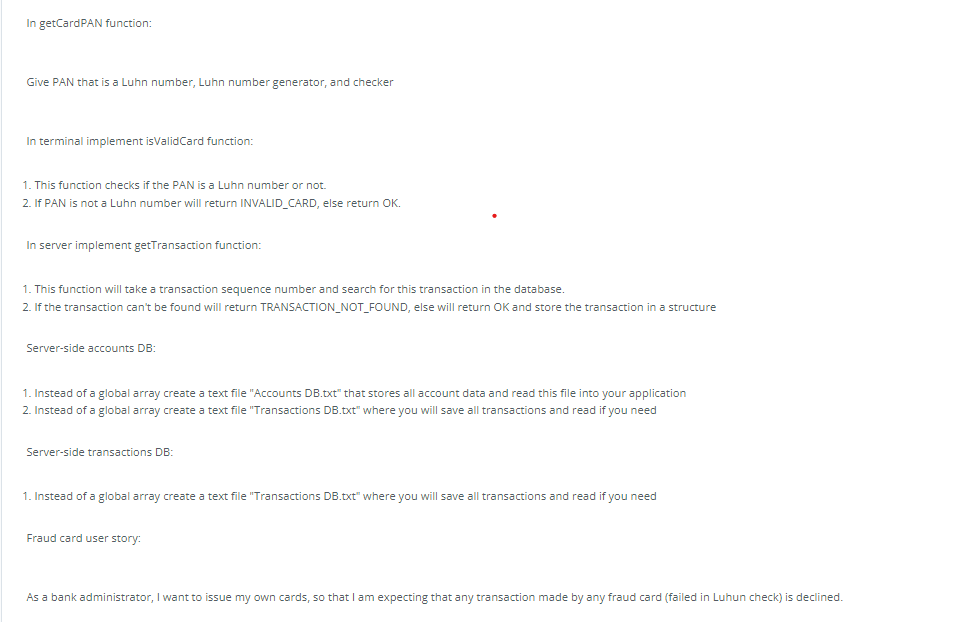 In getCardPAN function:
Give PAN that is a Luhn number, Luhn number generator, and checker
In terminal implement isValidCard function:
1. This function checks if the PAN is a Luhn number or not.
2. If PAN is not a Luhn number will return INVALID_CARD, else return OK.
In server implement getTransaction function:
1. This function will take a transaction sequence number and search for this transaction in the database.
2. If the transaction can't be found will return TRANSACTION_NOT_FOUND, else will return OK and store the transaction in a structure
Server-side accounts DB:
1. Instead of a global array create a text file "Accounts DB.txt" that stores all account data and read this file into your application
2. Instead of a global array create a text file "Transactions DB.txt" where you will save all transactions and read if you need
Server-side transactions DB:
1. Instead of a global array create a text file "Transactions DB.txt" where you will save all transactions and read if you need
Fraud card user story:
As a bank administrator, I want to issue my own cards, so that I am expecting that any transaction made by any fraud card (failed in Luhun check) is declined.